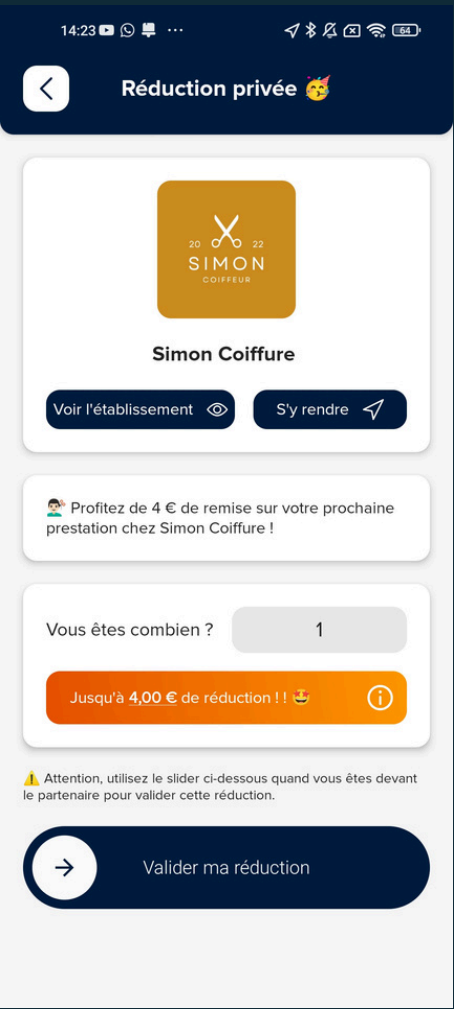 14:23
64
Réduction privée 🥳
20 22
SIMON
COIFFEUR
Simon Coiffure
Voir l'établissement
S'y rendre
💇🏻‍♂️ Profitez de 4 € de remise sur votre prochaine
prestation chez Simon Coiffure !
Vous êtes combien ?
1
Jusqu'à 4,00 € de réduction ! ! 🤩
⚠️ Attention, utilisez le slider ci-dessous quand vous êtes devant
le partenaire pour valider cette réduction.
Valider ma réduction